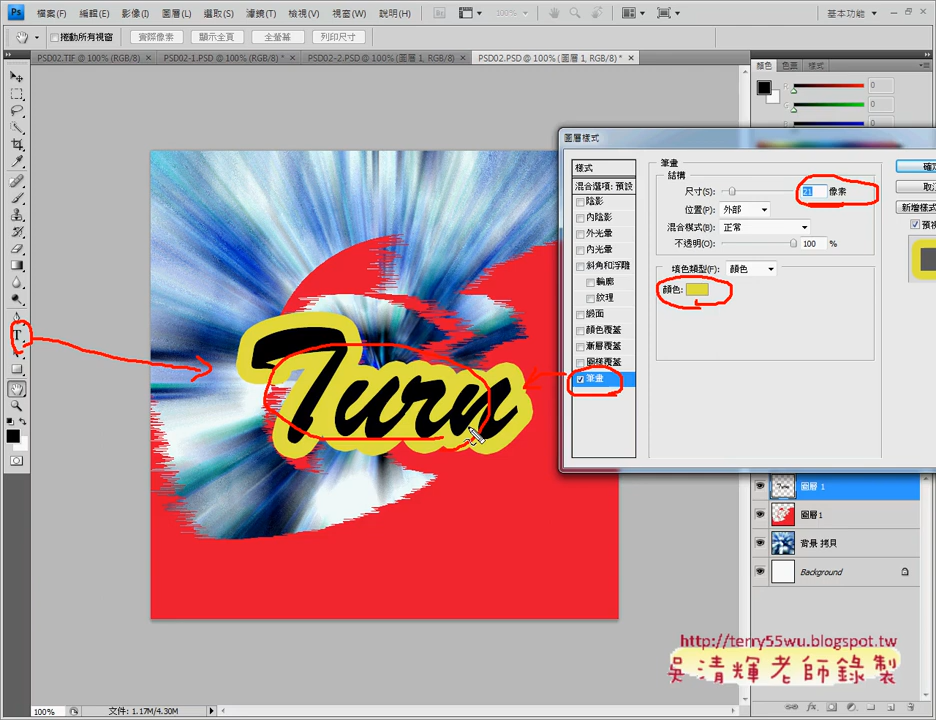 Ps 檔案(F) 編輯(E) 影像(I) 圖層(L) 選取(S) 濾鏡(T) 檢視(V) 視窗(W) 說明(H) 100% 基本功能
捲動所有視窗 實際像素 顯示全頁 全螢幕 列印尺寸
PSD02.TIF @ 100% (RGB/8) × PSD02-1.PSD @ 100% (RGB/8) * × PSD02-2.PSD @ 100% (圖層 1, RGB/8) × PSD02.PSD @ 100% (圖層 1, RGB/8) * ×
顏色 色票 樣式
0
0
0
圖層樣式
樣式
混合選項: 預設
陰影
內陰影
外光暈
內光暈
斜角和浮雕
輪廓
紋理
緞面
顏色覆蓋
漸層覆蓋
圖樣覆蓋
筆畫
筆畫
結構
尺寸(S): 21 像素
位置(P): 外部
混合模式(B): 正常
不透明(O): 100 %
填色類型(F): 顏色
顏色:
新增樣式
T
Turn
圖層 1
圖層 1
背景 拷貝
Background
http://terry55wu.blogspot.tw
吳清輝老師錄製
100% 文件: 1.17M/4.30M